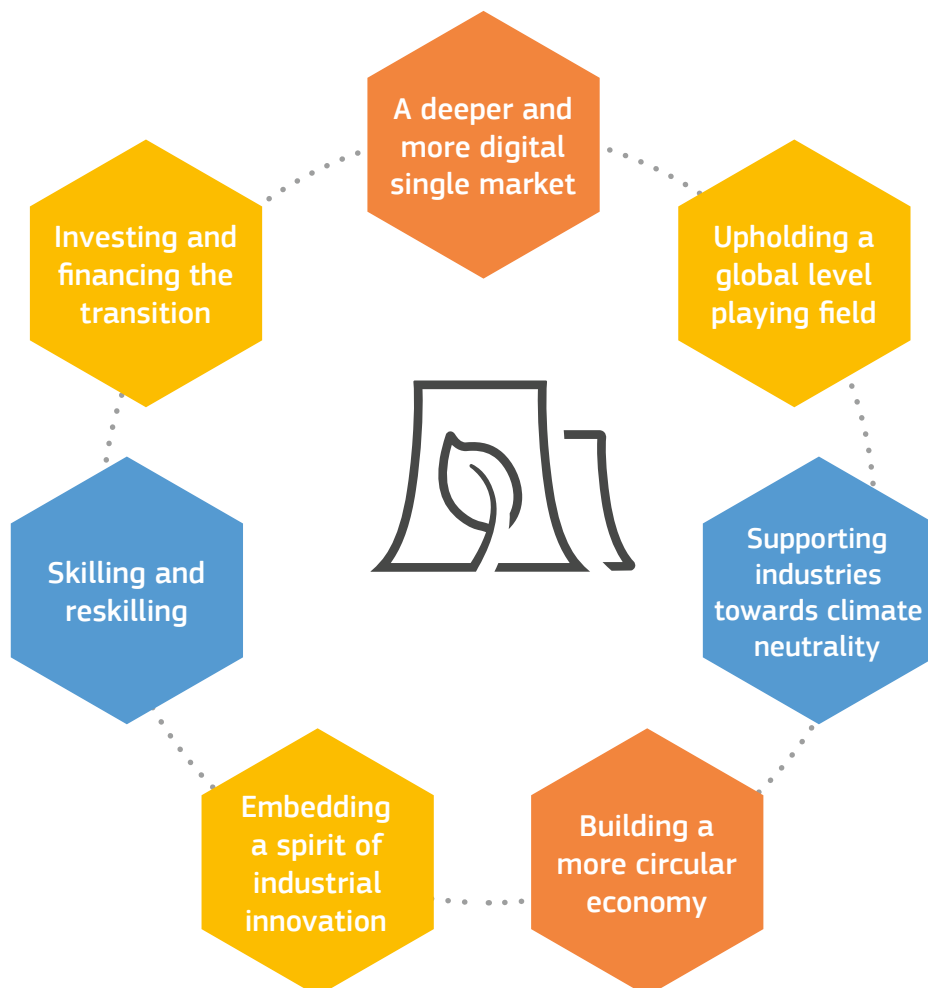 A deeper and
more digital
single market
Upholding a
global level
playing field
Supporting
industries
towards climate
neutrality
Building a
more circular
economy
Embedding
a spirit of
industrial
innovation
Skilling and
reskilling
Investing and
financing the
transition